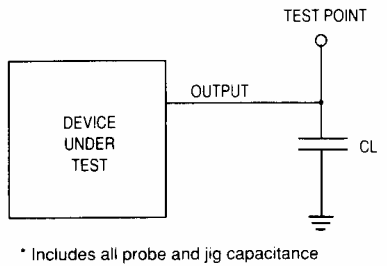 TEST POINT
OUTPUT
DEVICE
UNDER
TEST
CL
* Includes all probe and jig capacitance